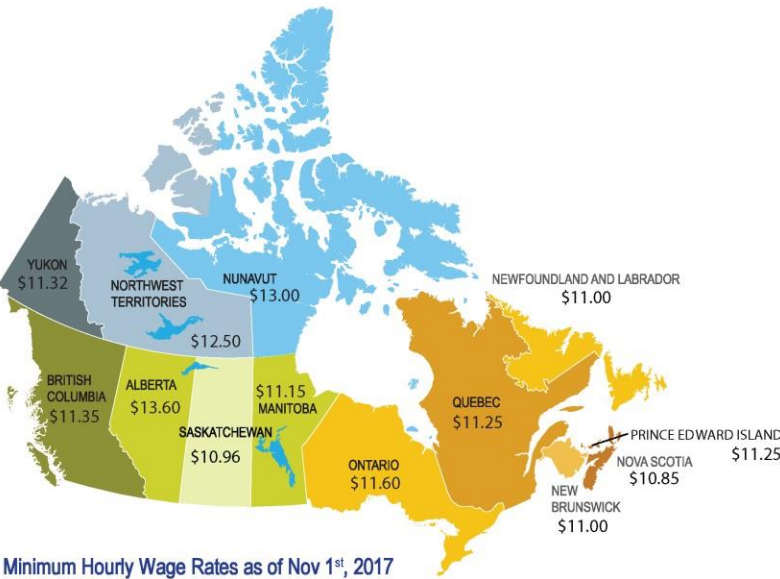 YUKON
$11.32
NORTHWEST
TERRITORIES
$12.50
NUNAVUT
$13.00
NEWFOUNDLAND AND LABRADOR
$11.00
BRITISH
COLUMBIA
$11.35
ALBERTA
$13.60
SASKATCHEWAN
$10.96
$11.15
MANITOBA
ONTARIO
$11.60
QUEBEC
$11.25
PRINCE EDWARD ISLAND
$11.25
NOVA SCOTIA
$10.85
NEW
BRUNSWICK
$11.00
Minimum Hourly Wage Rates as of Nov 1st, 2017